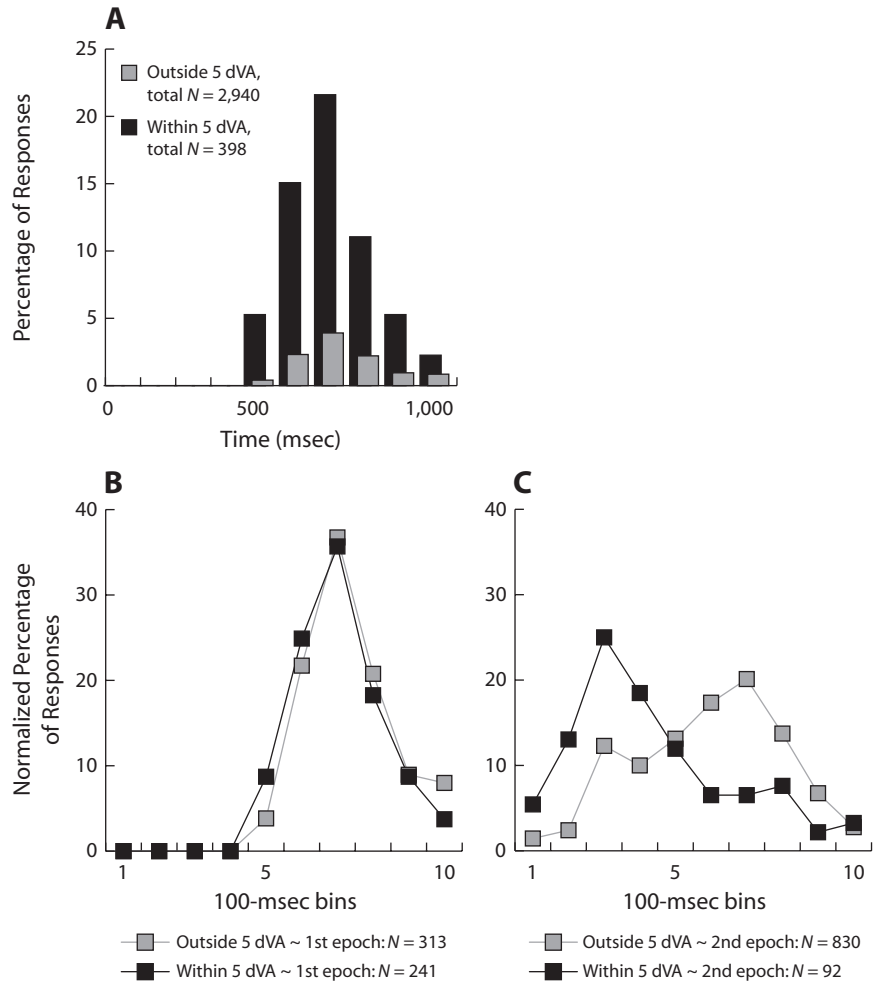 A
Percentage of Responses
25
20
15
10
5
0
Outside 5 dVA,
total N = 2,940
Within 5 dVA,
total N = 398
0 500 1,000
Time (msec)
B
Normalized Percentage
of Responses
40
30
20
10
0
1 5 10
100-msec bins
Outside 5 dVA ~ 1st epoch: N = 313
Within 5 dVA ~ 1st epoch: N = 241
C
40
30
20
10
0
1 5 10
100-msec bins
Outside 5 dVA ~ 2nd epoch: N = 830
Within 5 dVA ~ 2nd epoch: N = 92